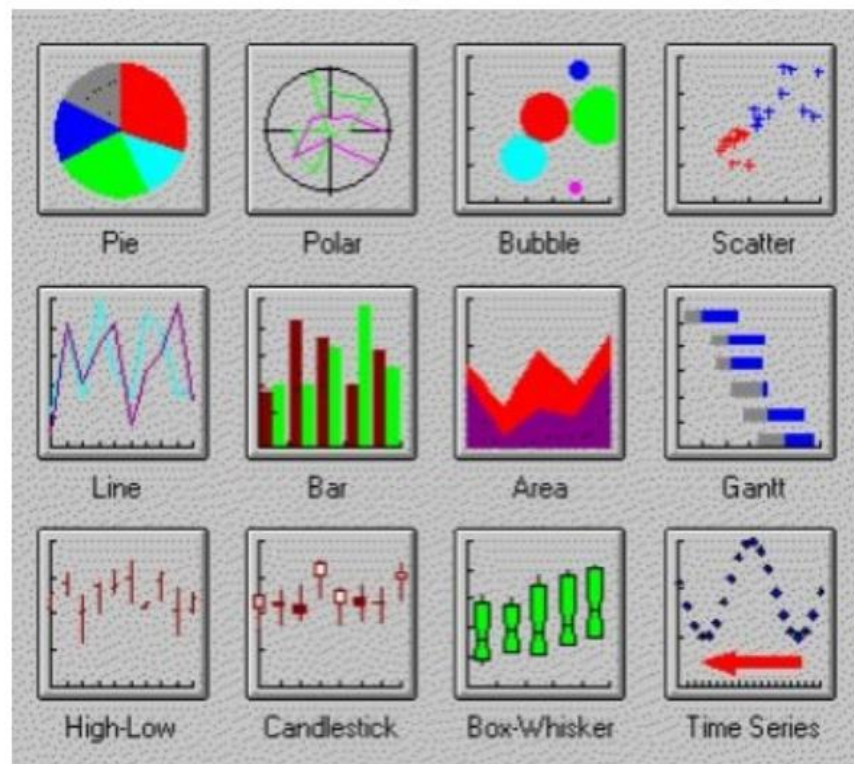 Pie Polar Bubble Scatter
Line Bar Area Gantt
High-Low Candlestick Box-Whisker Time Series